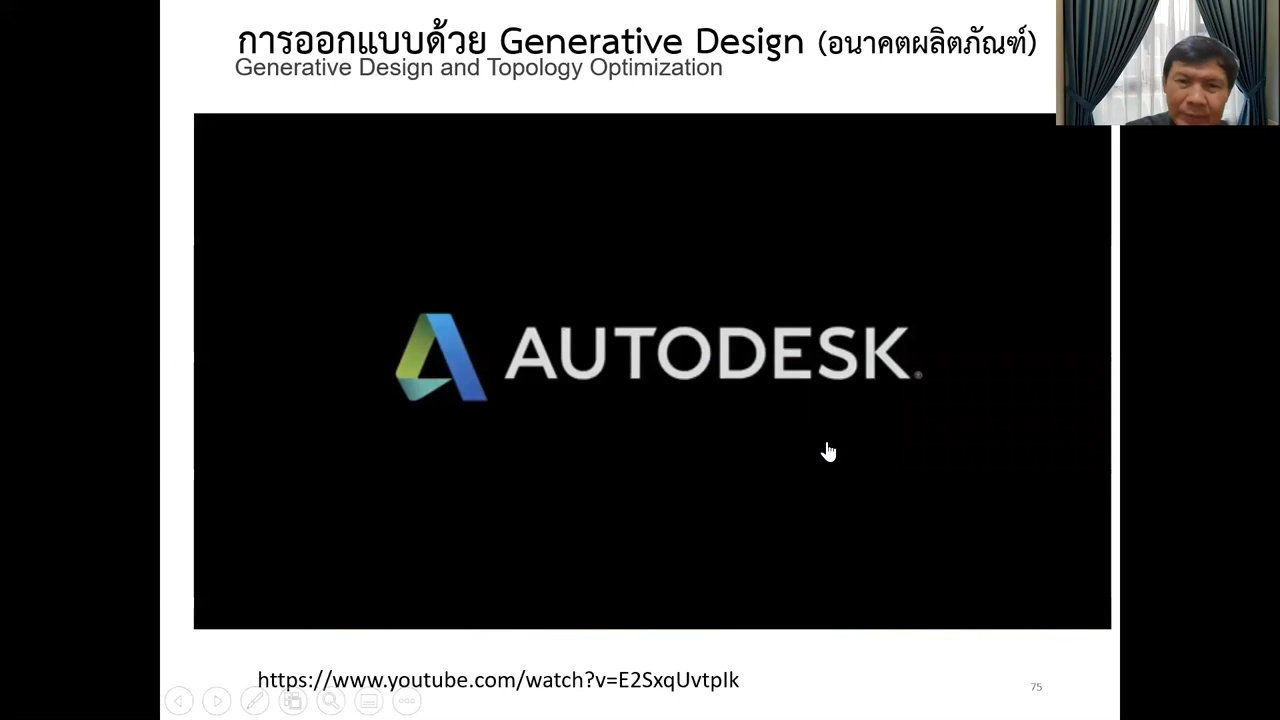 การออกแบบด้วย Generative Design (อนาคตผลิตภัณฑ์)
Generative Design and Topology Optimization
AUTODESK®
https://www.youtube.com/watch?v=E2SxqUvtpIk
75